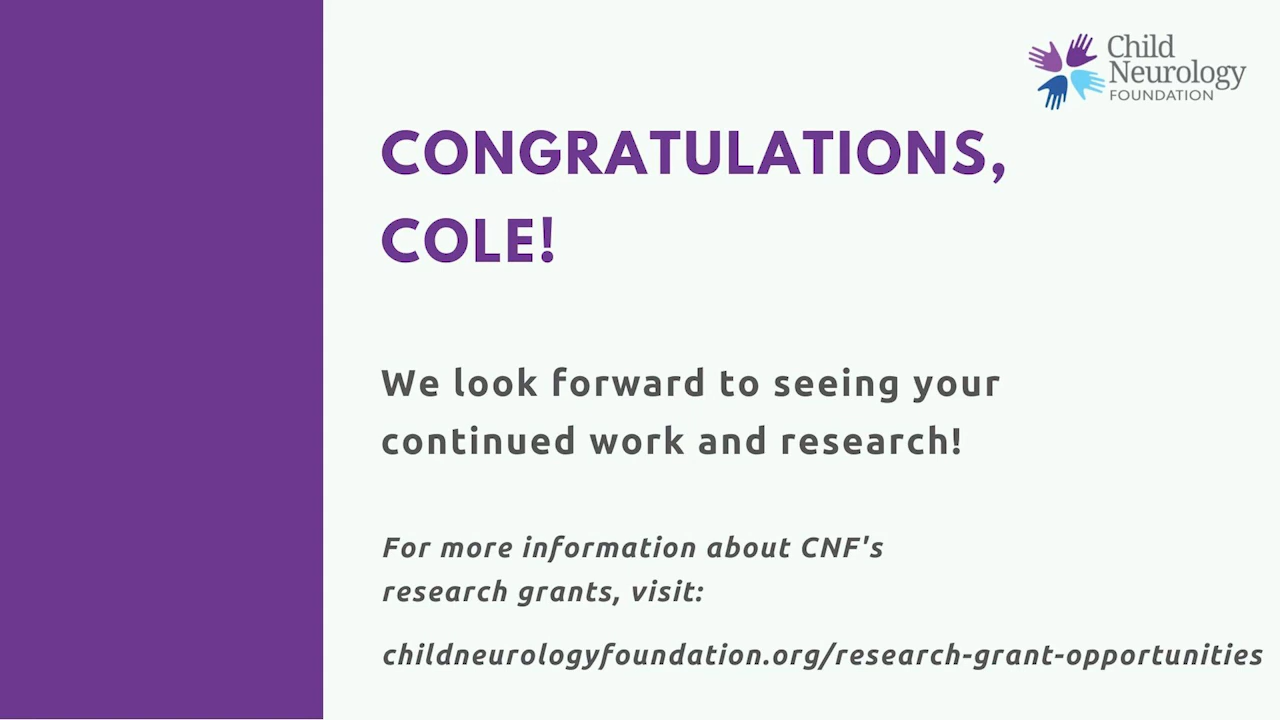 Child
Neurology
FOUNDATION
CONGRATULATIONS,
COLE!
We look forward to seeing your
continued work and research!
For more information about CNF's
research grants, visit:
childneurologyfoundation.org/research-grant-opportunities